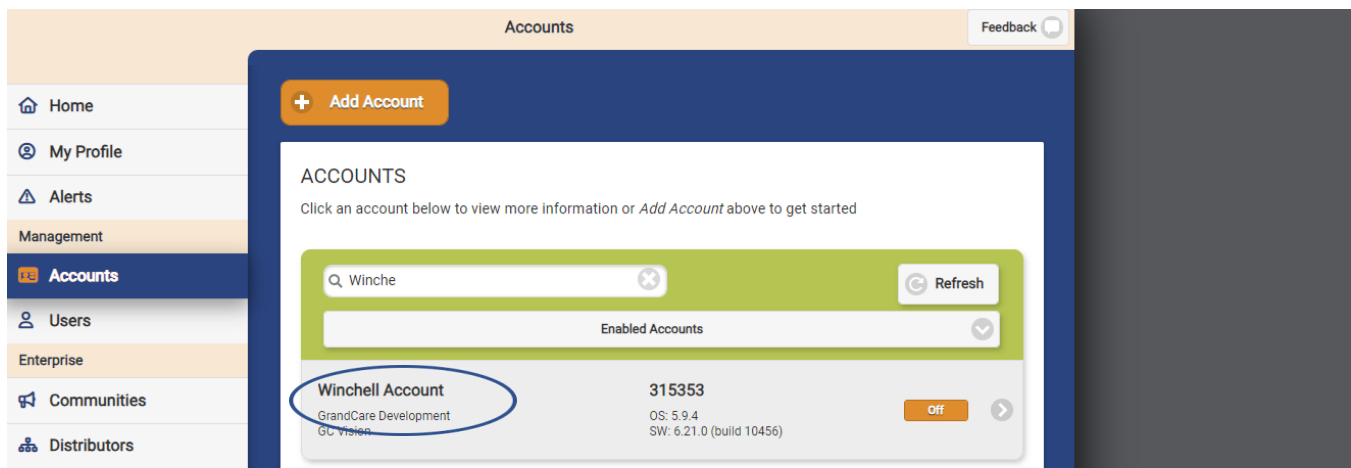 Accounts
Feedback
Home
My Profile
Alerts
Management
Accounts
Users
Enterprise
Communities
Distributors
Add Account
ACCOUNTS
Click an account below to view more information or Add Account above to get started
Winche
Refresh
Enabled Accounts
Winchell Account
GrandCare Development
GC Vision
315353
OS: 5.9.4
SW: 6.21.0 (build 10456)
Off